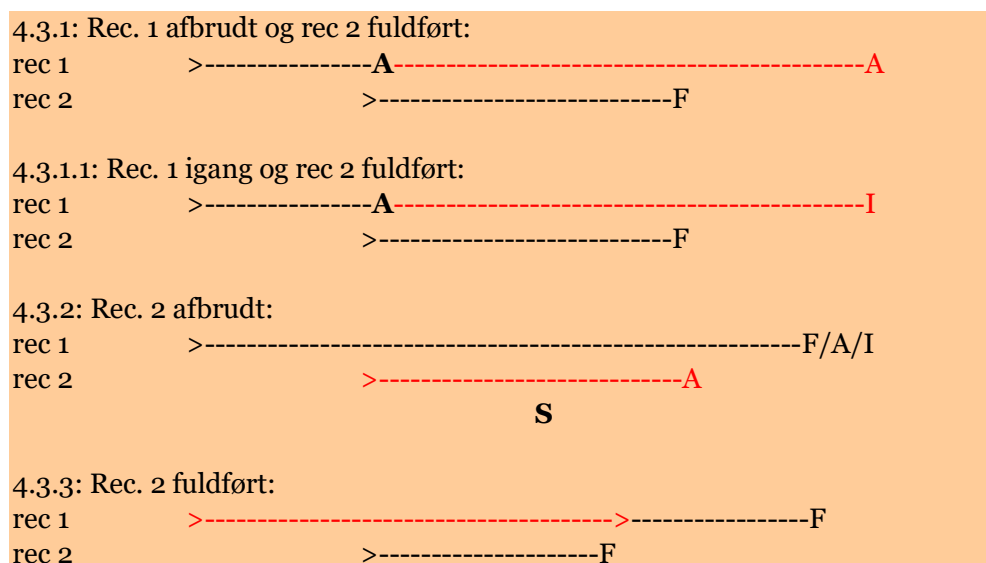 4.3.1: Rec. 1 afbrudt og rec 2 fuldført:
rec 1 >----------------A---------------------------------------------A
rec 2 >----------------------------F

4.3.1.1: Rec. 1 igang og rec 2 fuldført:
rec 1 >----------------A---------------------------------------------I
rec 2 >----------------------------F

4.3.2: Rec. 2 afbrudt:
rec 1 >---------------------------------------------------------F/A/I
rec 2 >-----------------------------A
S

4.3.3: Rec. 2 fuldført:
rec 1 >--------------------------------------->-----------------F
rec 2 >---------------------F